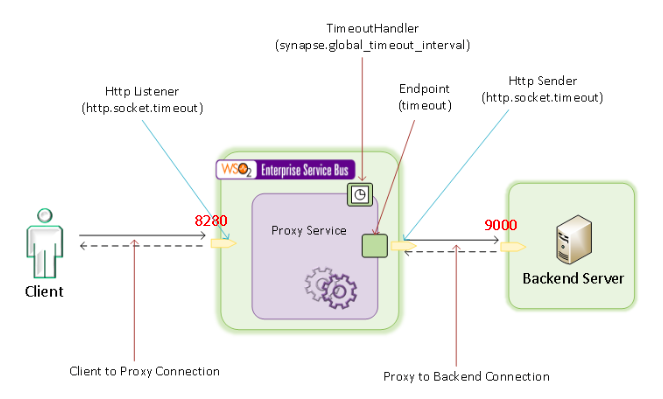 TimeoutHandler
(synapse.global_timeout_interval)
Http Listener
(http.socket.timeout)
Endpoint
(timeout)
Http Sender
(http.socket.timeout)
WSO2 Enterprise Service Bus
8280
Proxy Service
9000
Client
Backend Server
Client to Proxy Connection
Proxy to Backend Connection